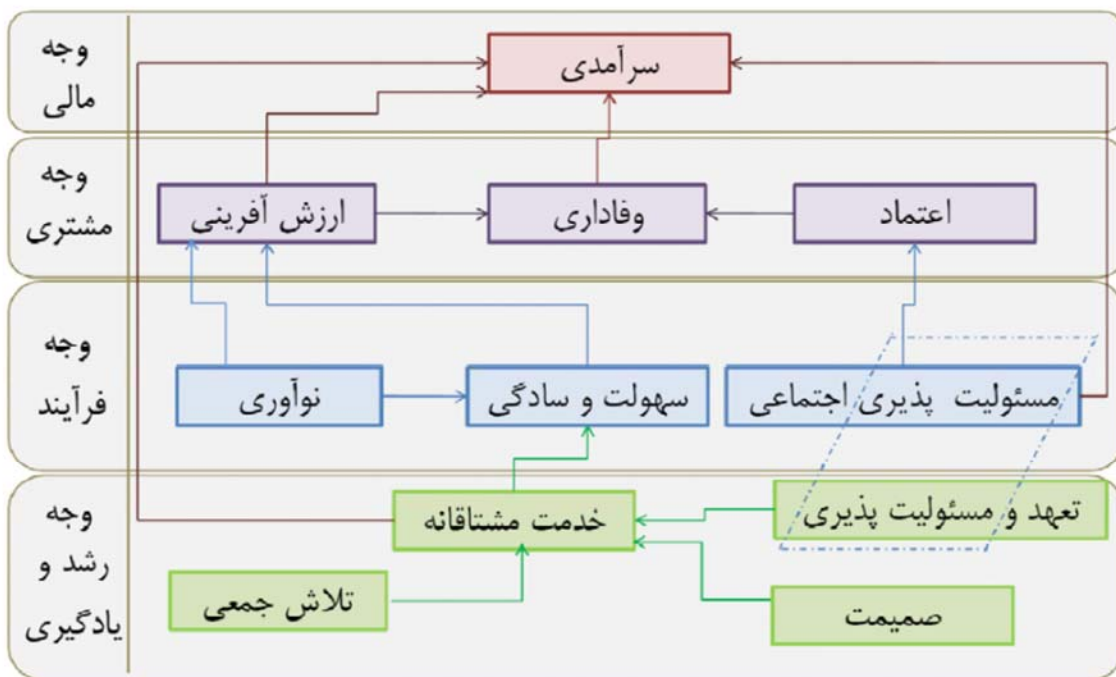 وجه
مالی
سرآمدی
وجه
مشتری
اعتماد
وفاداری
ارزش آفرینی
وجه
فرآیند
مسئولیت پذیری اجتماعی
سهولت و سادگی
نوآوری
وجه
رشد و
یادگیری
تعهد و مسئولیت پذیری
خدمت مشتاقانه
صمیمت
تلاش جمعی